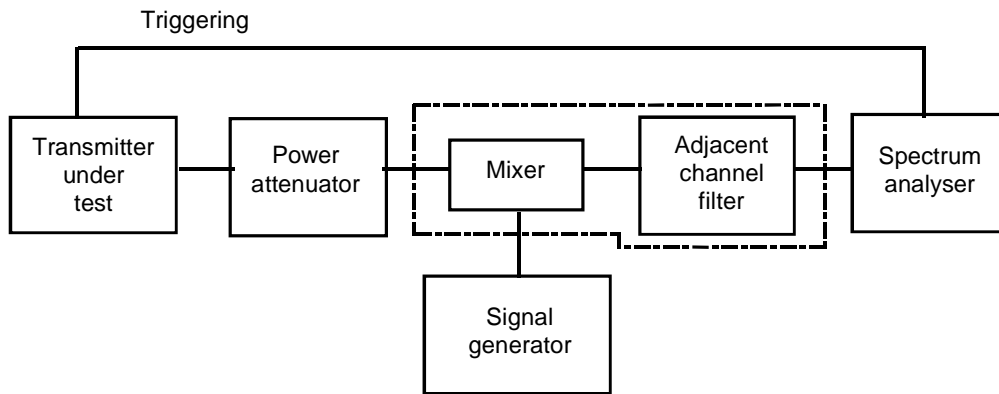 Triggering
Transmitter
under
test
Power
attenuator
Mixer
Adjacent
channel
filter
Spectrum
analyser
Signal
generator